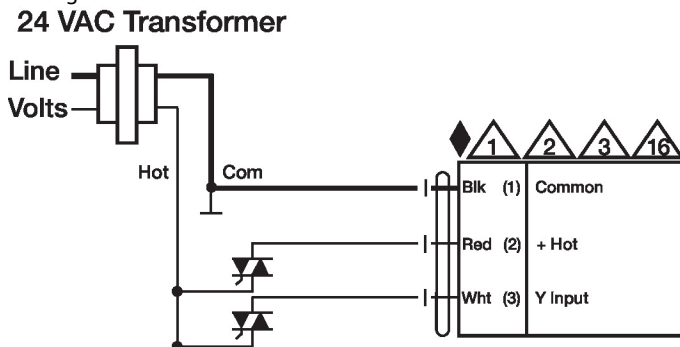 24 VAC Transformer
Line
Volts
Hot
Com
1 2 3 16
Blk (1) Common
Red (2) + Hot
Wht (3) Y Input